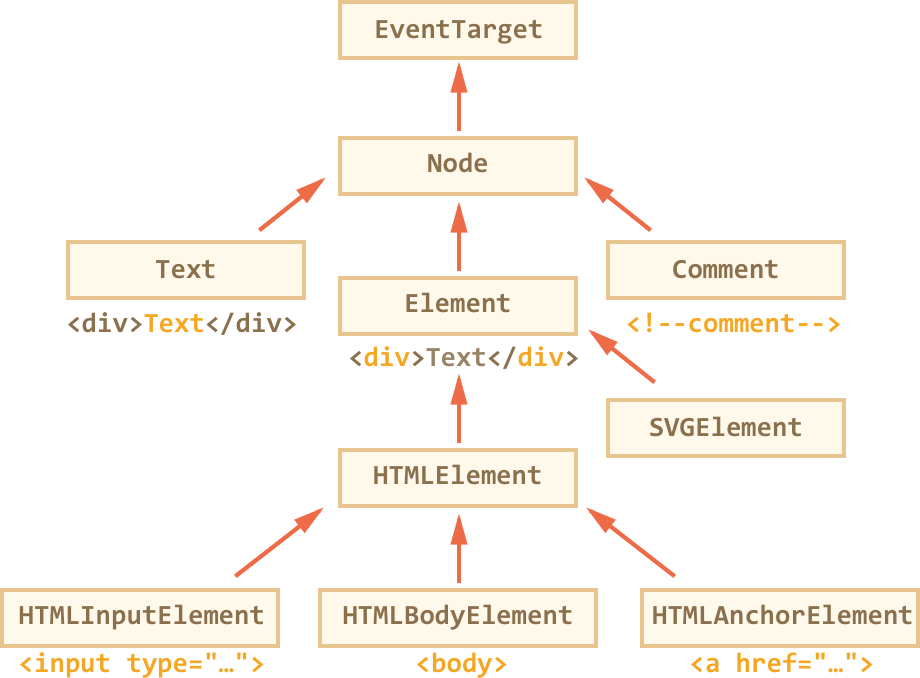 EventTarget
Node
Text
Element
Comment
<div>Text</div>
<!--comment-->
<div>Text</div>
SVGElement
HTMLElement
HTMLInputElement
HTMLBodyElement
HTMLAnchorElement
<input type="…">
<body>
<a href="…">